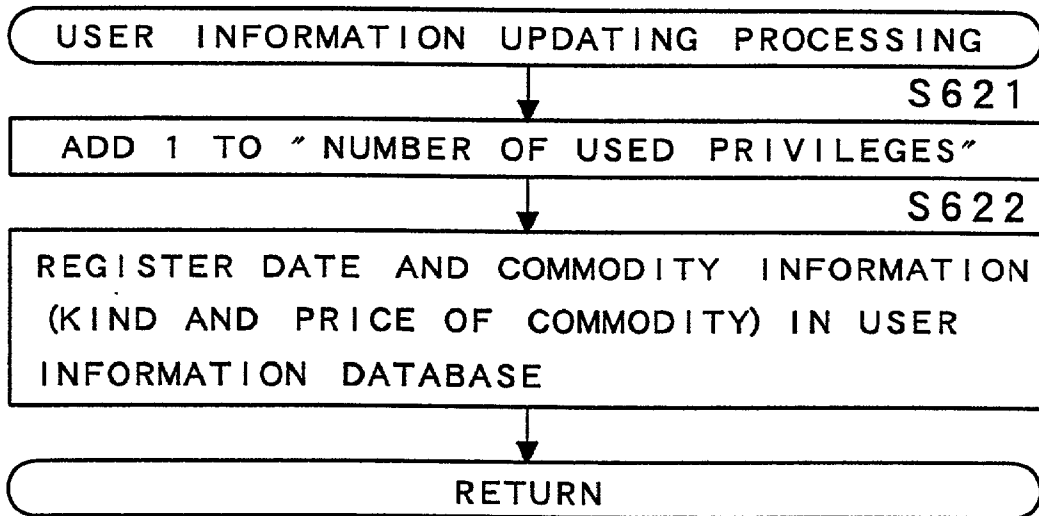 USER INFORMATION UPDATING PROCESSING
S621
ADD 1 TO "NUMBER OF USED PRIVILEGES"
S622
REGISTER DATE AND COMMODITY INFORMATION
(KIND AND PRICE OF COMMODITY) IN USER
INFORMATION DATABASE
RETURN